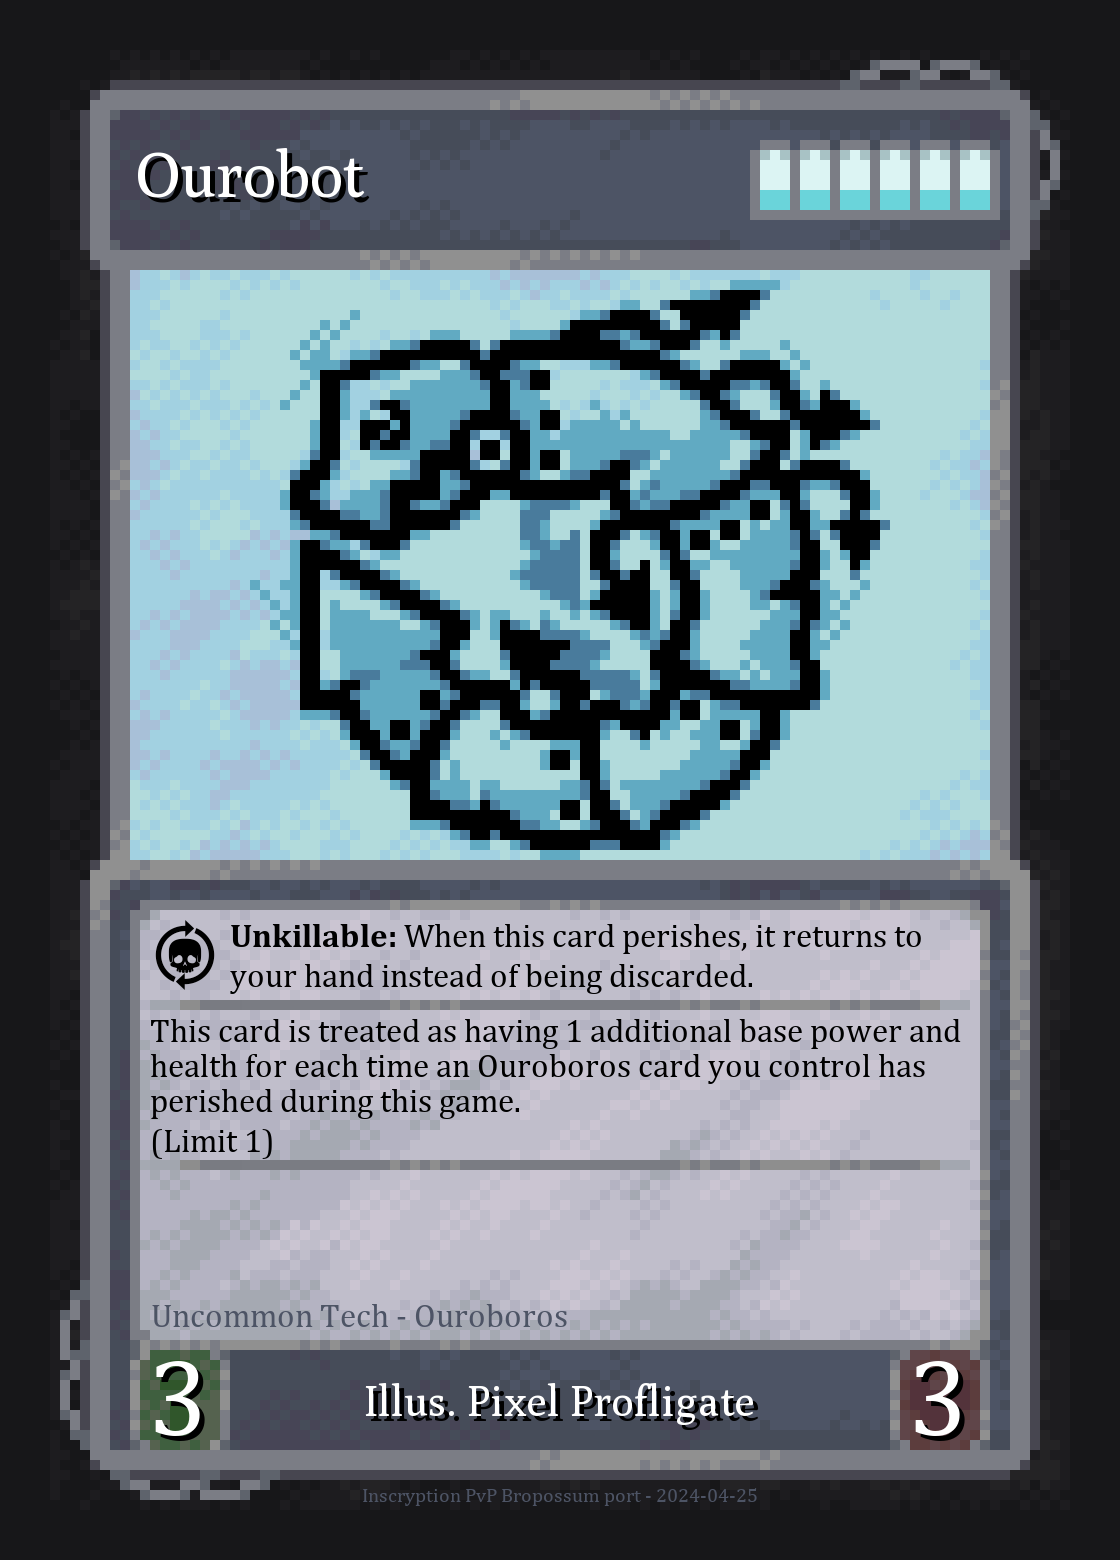 Ourobot
Unkillable: When this card perishes, it returns to
your hand instead of being discarded.
This card is treated as having 1 additional base power and
health for each time an Ouroboros card you control has
perished during this game.
(Limit 1)
Uncommon Tech - Ouroboros
3
Illus. Pixel Profligate
3
Inscryption PvP Bropossum port - 2024-04-25